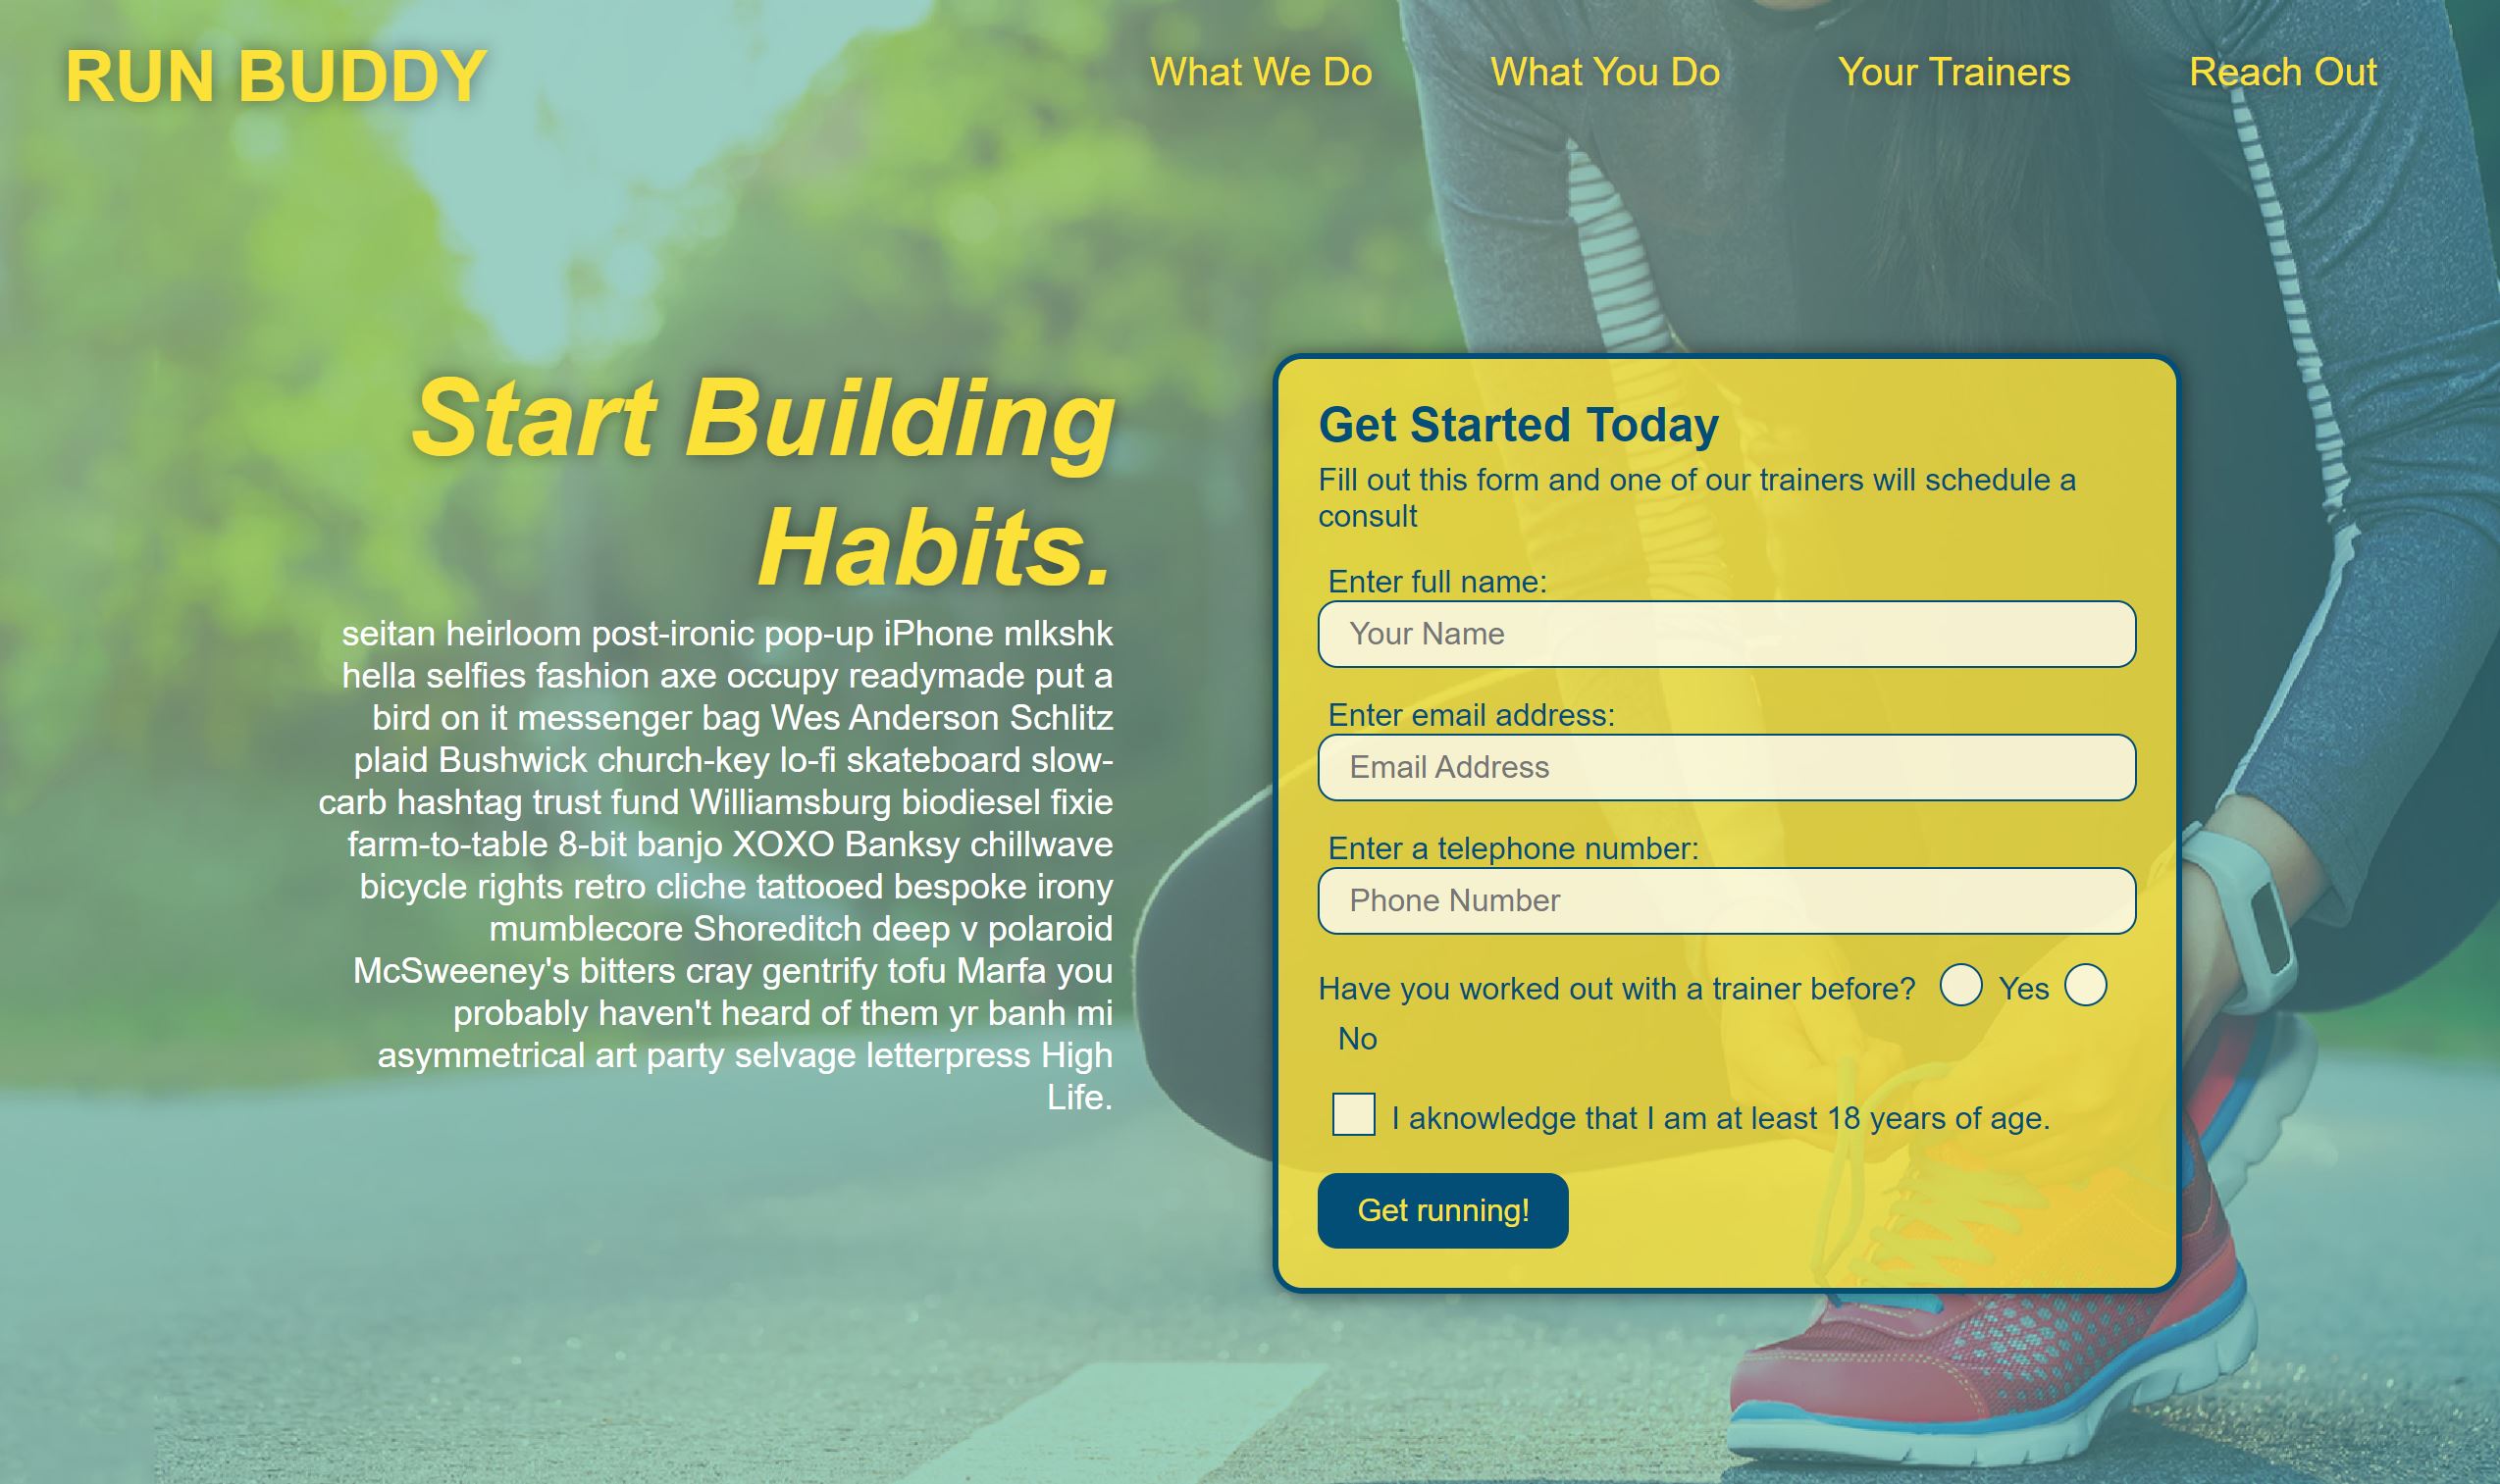 RUN BUDDY
What We Do
What You Do
Your Trainers
Reach Out
Start Building
Habits.
seitan heirloom post-ironic pop-up iPhone mlkshk
hella selfies fashion axe occupy readymade put a
bird on it messenger bag Wes Anderson Schlitz
plaid Bushwick church-key lo-fi skateboard slow-
carb hashtag trust fund Williamsburg biodiesel fixie
farm-to-table 8-bit banjo XOXO Banksy chillwave
bicycle rights retro cliche tattooed bespoke irony
mumblecore Shoreditch deep v polaroid
McSweeney's bitters cray gentrify tofu Marfa you
probably haven't heard of them yr banh mi
asymmetrical art party selvage letterpress High
Life.
Get Started Today
Fill out this form and one of our trainers will schedule a
consult
Enter full name:
Your Name
Enter email address:
Email Address
Enter a telephone number:
Phone Number
Have you worked out with a trainer before? Yes
No
I aknowledge that I am at least 18 years of age.
Get running!